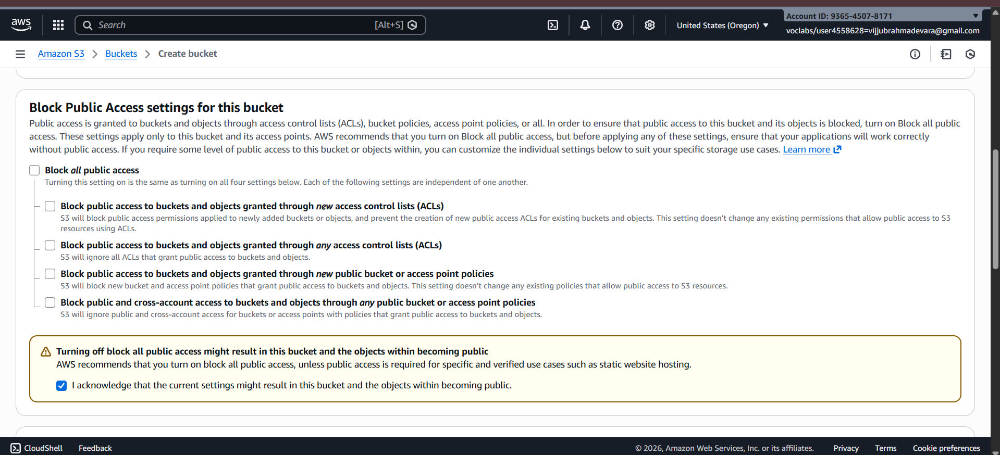 aws
Search
[Alt+S]
United States (Oregon)
Account ID: 9365-4507-8171
voclabs/user4558628=vijjubrahmadevara@gmail.com
Amazon S3 > Buckets > Create bucket
Block Public Access settings for this bucket
Public access is granted to buckets and objects through access control lists (ACLs), bucket policies, access point policies, or all. In order to ensure that public access to this bucket and its objects is blocked, turn on Block all public
access. These settings apply only to this bucket and its access points. AWS recommends that you turn on Block all public access, but before applying any of these settings, ensure that your applications will work correctly
without public access. If you require some level of public access to this bucket or objects within, you can customize the individual settings below to suit your specific storage use cases. Learn more
Block all public access
Turning this setting on is the same as turning on all four settings below. Each of the following settings are independent of one another.
Block public access to buckets and objects granted through new access control lists (ACLs)
S3 will block public access permissions applied to newly added buckets or objects, and prevent the creation of new public access ACLs for existing buckets and objects. This setting doesn't change any existing permissions that allow public access to S3
resources using ACLs.
Block public access to buckets and objects granted through any access control lists (ACLs)
S3 will ignore all ACLs that grant public access to buckets and objects.
Block public access to buckets and objects granted through new public bucket or access point policies
S3 will block new bucket and access point policies that grant public access to buckets and objects. This setting doesn't change any existing policies that allow public access to S3 resources.
Block public and cross-account access to buckets and objects through any public bucket or access point policies
S3 will ignore public and cross-account access for buckets or access points with policies that grant public access to buckets and objects.
Turning off block all public access might result in this bucket and the objects within becoming public
AWS recommends that you turn on block all public access, unless public access is required for specific and verified use cases such as static website hosting.
I acknowledge that the current settings might result in this bucket and the objects within becoming public.
CloudShell
Feedback
© 2026, Amazon Web Services, Inc. or its affiliates.
Privacy
Terms
Cookie preferences